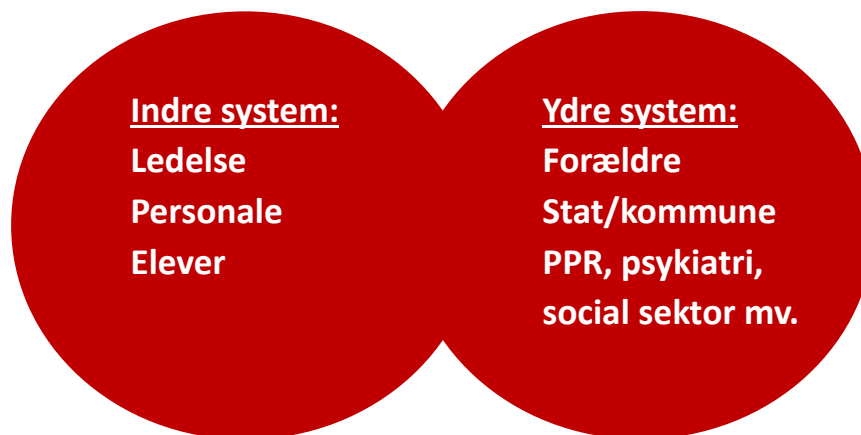 Indre system:
Ledelse
Personale
Elever
Ydre system:
Forældre
Stat/kommune
PPR, psykiatri,
social sektor mv.